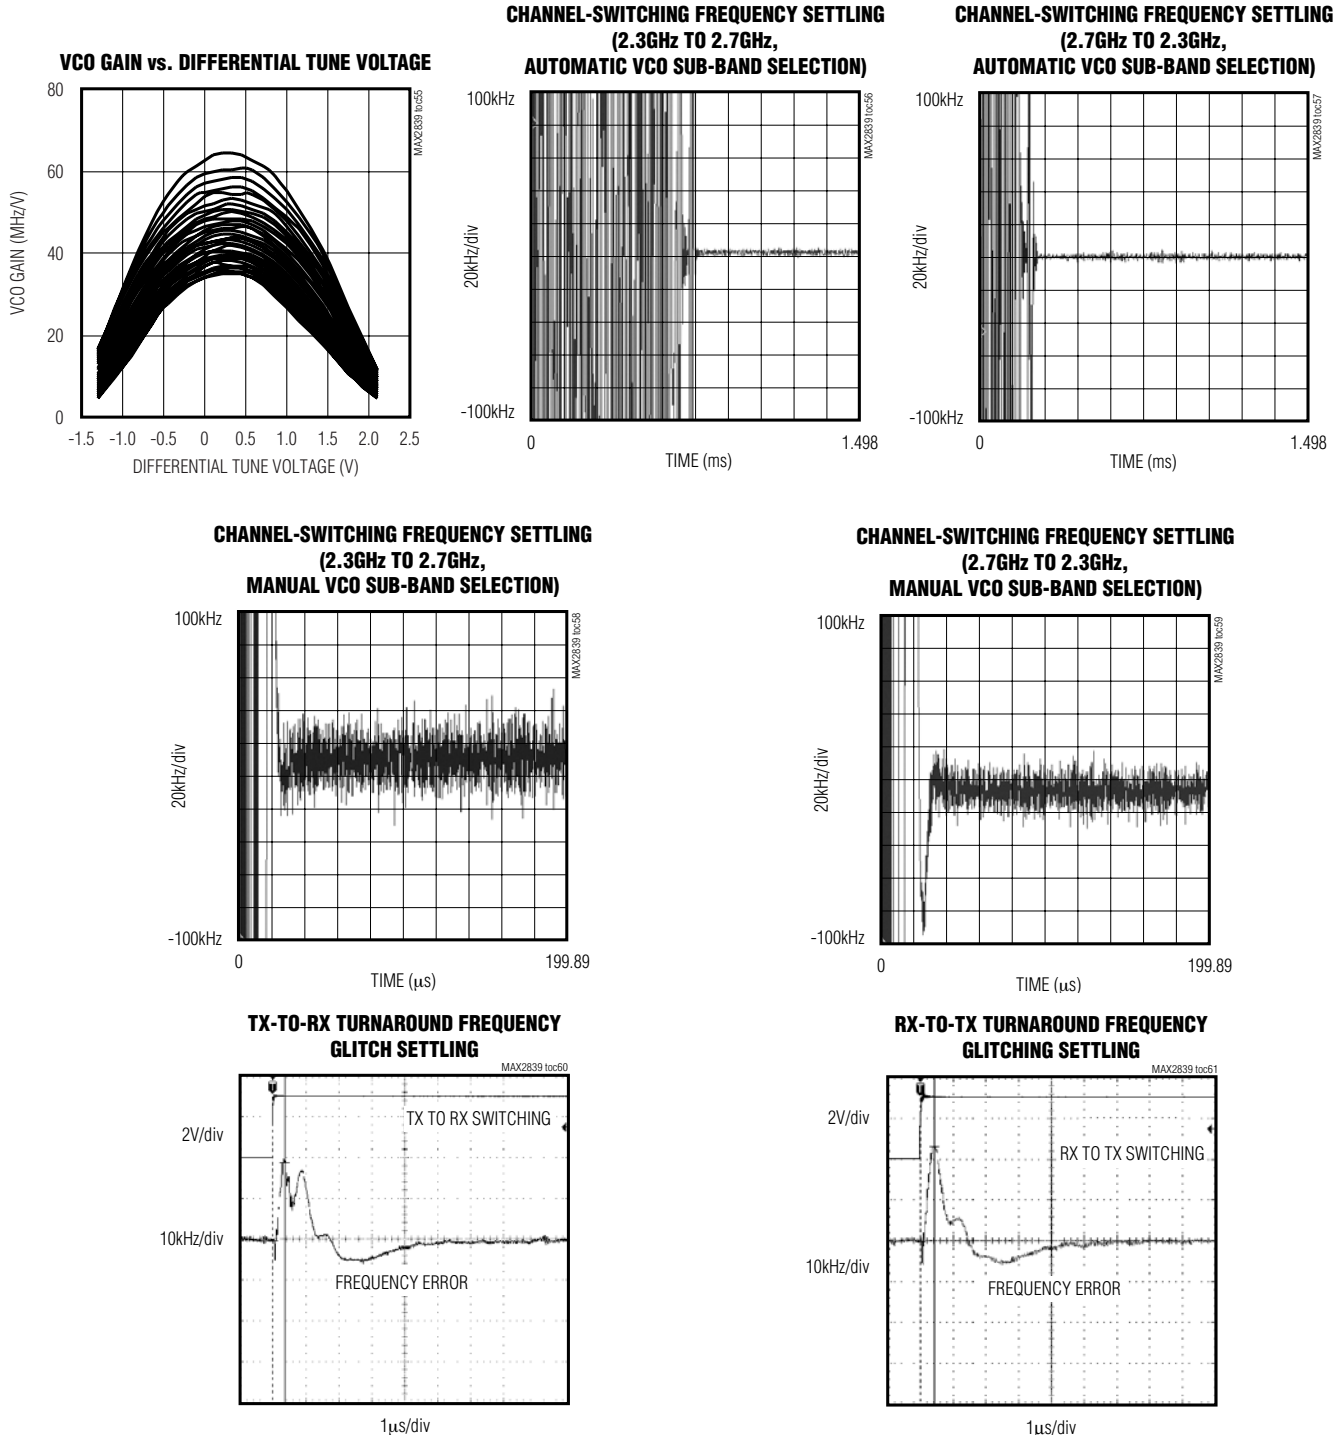 VCO GAIN vs. DIFFERENTIAL TUNE VOLTAGE
MAX2839 toc55
VCO GAIN (MHz/V)
80
60
40
20
0
-1.5 -1.0 -0.5 0 0.5 1.0 1.5 2.0 2.5
DIFFERENTIAL TUNE VOLTAGE (V)
CHANNEL-SWITCHING FREQUENCY SETTLING
(2.3GHz TO 2.7GHz,
AUTOMATIC VCO SUB-BAND SELECTION)
MAX2839 toc56
100kHz
20kHz/div
-100kHz
0 1.498
TIME (ms)
CHANNEL-SWITCHING FREQUENCY SETTLING
(2.7GHz TO 2.3GHz,
AUTOMATIC VCO SUB-BAND SELECTION)
MAX2839 toc57
100kHz
20kHz/div
-100kHz
0 1.498
TIME (ms)
CHANNEL-SWITCHING FREQUENCY SETTLING
(2.3GHz TO 2.7GHz,
MANUAL VCO SUB-BAND SELECTION)
MAX2839 toc58
100kHz
20kHz/div
-100kHz
0 199.89
TIME (µs)
CHANNEL-SWITCHING FREQUENCY SETTLING
(2.7GHz TO 2.3GHz,
MANUAL VCO SUB-BAND SELECTION)
MAX2839 toc59
100kHz
20kHz/div
-100kHz
0 199.89
TIME (µs)
TX-TO-RX TURNAROUND FREQUENCY
GLITCH SETTLING
MAX2839 toc60
TX TO RX SWITCHING
2V/div
10kHz/div
FREQUENCY ERROR
1µs/div
RX-TO-TX TURNAROUND FREQUENCY
GLITCHING SETTLING
MAX2839 toc61
2V/div
RX TO TX SWITCHING
10kHz/div
FREQUENCY ERROR
1µs/div